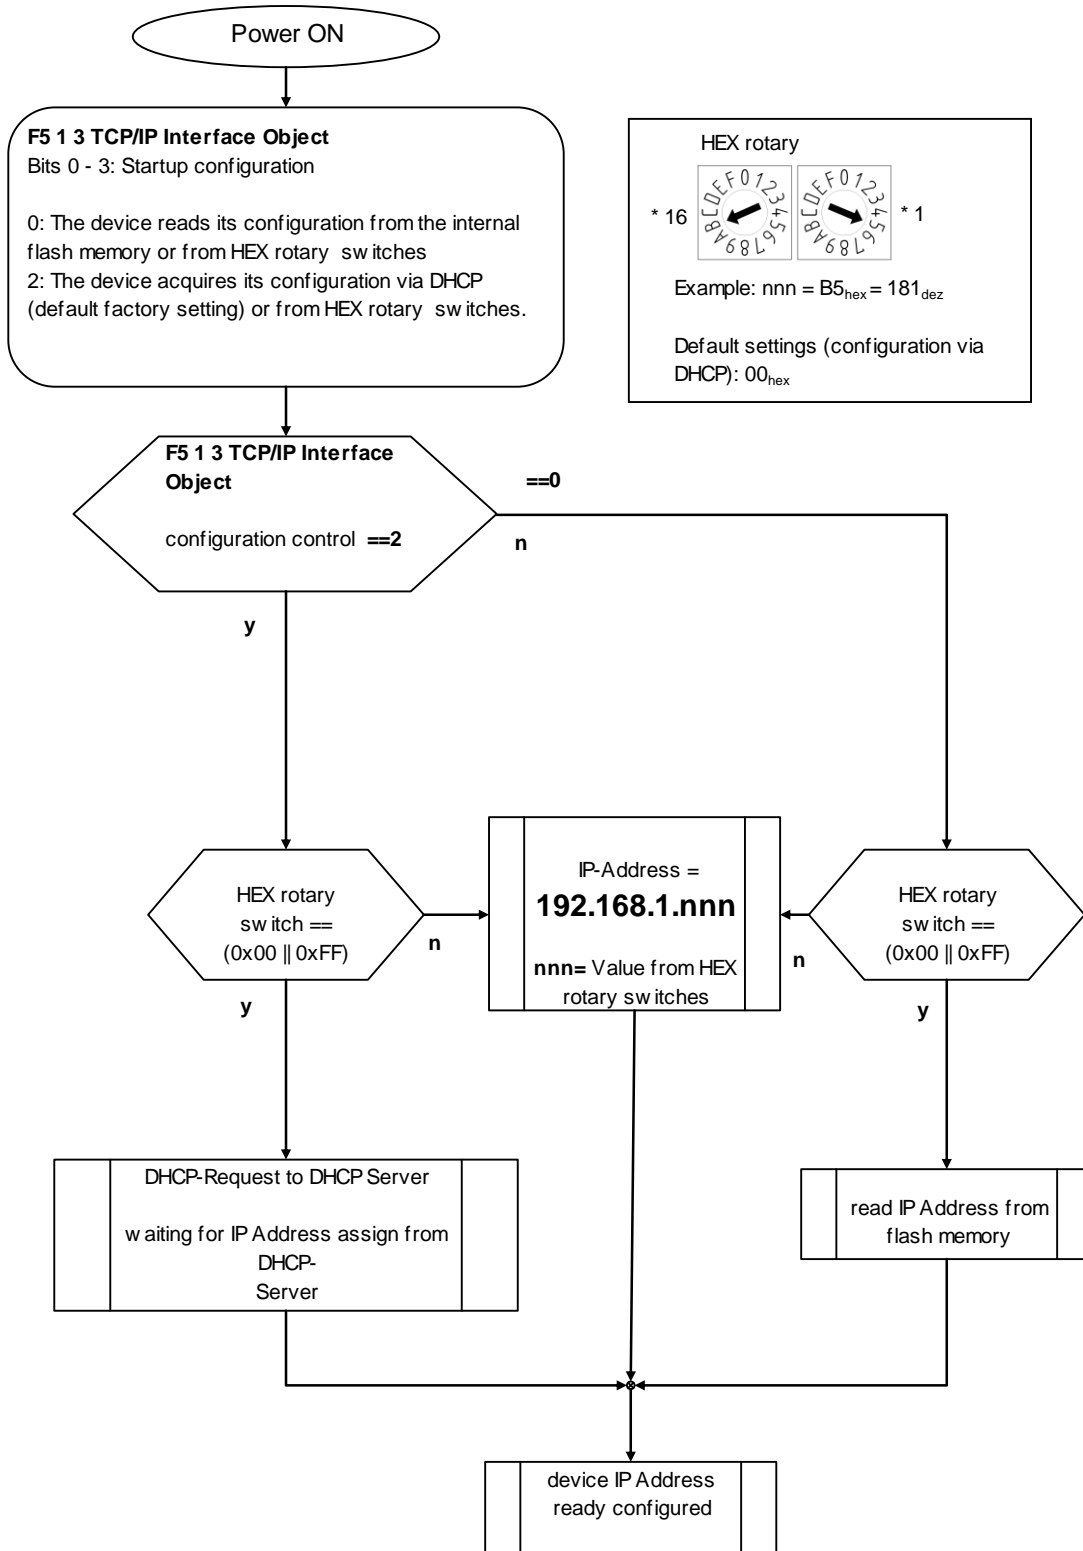 Power ON
F5 1 3 TCP/IP Interface Object
Bits 0 - 3: Startup configuration
0: The device reads its configuration from the internal
flash memory or from HEX rotary switches
2: The device acquires its configuration via DHCP
(default factory setting) or from HEX rotary switches.
HEX rotary
* 16
0123456789ABCDEF
0123456789ABCDEF
* 1
Example: nnn = B5hex = 181dez
Default settings (configuration via
DHCP): 00hex
F5 1 3 TCP/IP Interface
Object
configuration control ==2
==0
n
y
HEX rotary
switch ==
(0x00 || 0xFF)
n
y
IP-Address =
192.168.1.nnn
nnn= Value from HEX
rotary switches
HEX rotary
switch ==
(0x00 || 0xFF)
n
y
DHCP-Request to DHCP Server
waiting for IP Address assign from
DHCP-
Server
read IP Address from
flash memory
device IP Address
ready configured